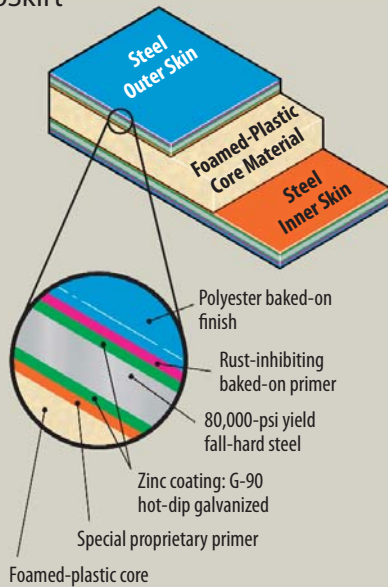 Steel
Outer Skin
Foamed-Plastic
Core Material
Steel
Inner Skin
Polyester baked-on
finish
Rust-inhibiting
baked-on primer
80,000-psi yield
fall-hard steel
Zinc coating: G-90
hot-dip galvanized
Special proprietary primer
Foamed-plastic core